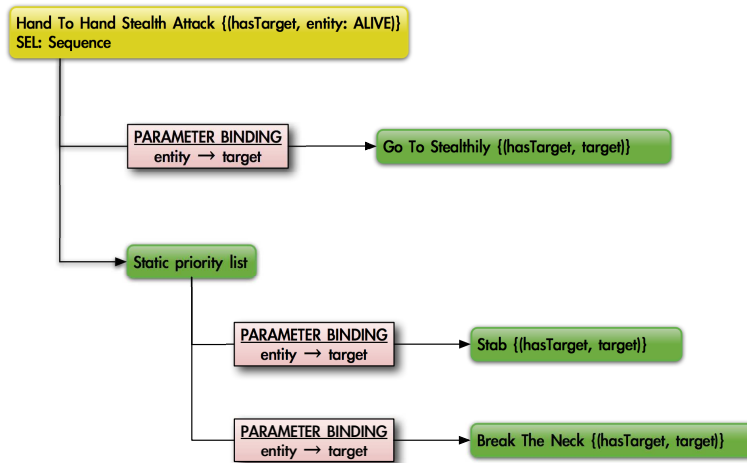 Hand To Hand Stealth Attack {(hasTarget, entity: ALIVE)}
SEL: Sequence
PARAMETER BINDING
entity → target
Go To Stealthily {(hasTarget, target)}
Static priority list
PARAMETER BINDING
entity → target
Stab {(hasTarget, target)}
PARAMETER BINDING
entity → target
Break The Neck {(hasTarget, target)}